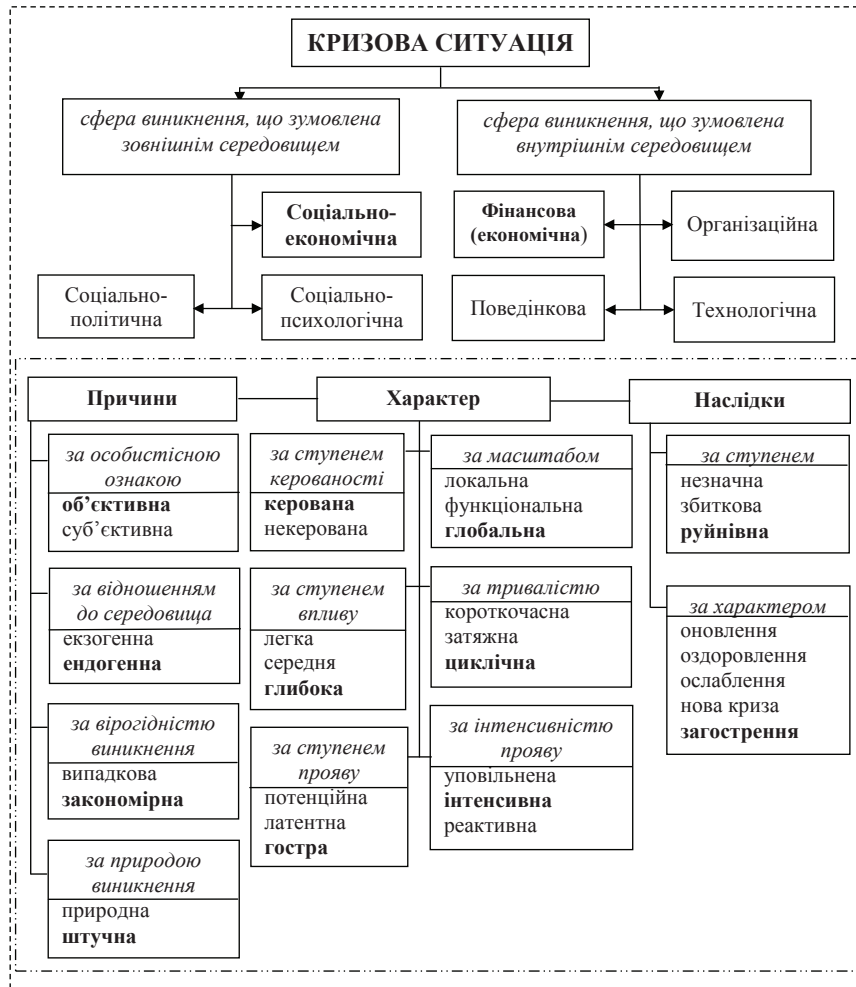 КРИЗОВА СИТУАЦІЯ
сфера виникнення, що зумовлена
зовнішнім середовищем
сфера виникнення, що зумовлена
внутрішнім середовищем
Соціально-
економічна
Фінансова
(економічна)
Організаційна
Соціально-
політична
Соціально-
психологічна
Поведінкова
Технологічна
Причини
Характер
Наслідки
за особистісною
ознакою
об’єктивна
суб’єктивна
за ступенем
керованості
керована
некерована
за масштабом
локальна
функціональна
глобальна
за ступенем
незначна
збиткова
руйнівна
за відношенням
до середовища
екзогенна
ендогенна
за ступенем
впливу
легка
середня
глибока
за тривалістю
короткочасна
затяжна
циклічна
за характером
оновлення
оздоровлення
ослаблення
нова криза
загострення
за вірогідністю
виникнення
випадкова
закономірна
за ступенем
прояву
потенційна
латентна
гостра
за інтенсивністю
прояву
уповільнена
інтенсивна
реактивна
за природою
виникнення
природна
штучна